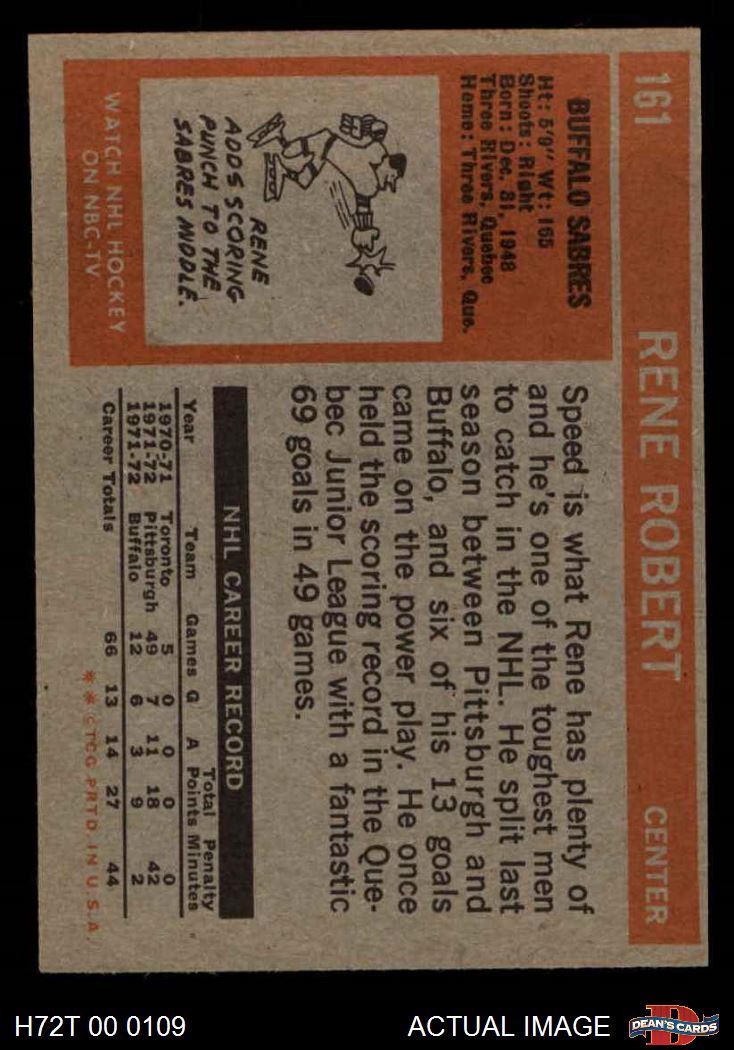 161 RENE ROBERT CENTER
BUFFALO SABRES
Ht: 5'9" Wt: 165
Shoots: Right
Born: Dec. 31, 1948
Three Rivers, Quebec
Home: Three Rivers, Que.
RENE
ADDS SCORING
PUNCH TO THE
SABRES MIDDLE.
WATCH NHL HOCKEY
ON NBC-TV
Speed is what Rene has plenty of
and he's one of the toughest men
to catch in the NHL. He split last
season between Pittsburgh and
Buffalo, and six of his 13 goals
came on the power play. He once
held the scoring record in the Que-
bec Junior League with a fantastic
69 goals in 49 games.
NHL CAREER RECORD
Total Penalty
Year Team Games G A Points Minutes
1970-71 Toronto 5 0 0 0 0
1971-72 Pittsburgh 49 7 11 18 42
1971-72 Buffalo 12 6 3 9 2
Career Totals 66 13 14 27 44
** ©T.C.G. PRTD. IN U.S.A.
H72T 00 0109 ACTUAL IMAGE
D
DEAN'S CARDS